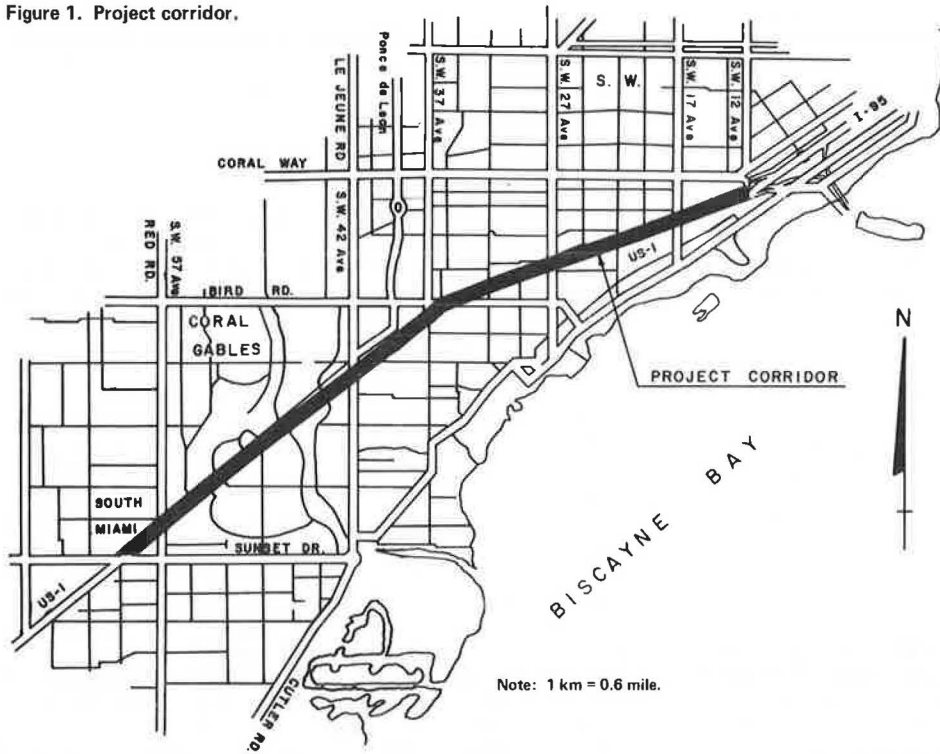 Figure 1. Project corridor.
Ponce de Leon
LE JEUNE RD
S.W. 37 Ave
S.W. 27 Ave
S. W.
S.W. 17 Ave
S.W. 12 Ave
I-95
CORAL WAY
S.W. 42 AVE
RED RD.
S.W. 57 Ave
US-1
BIRD RD.
CORAL
GABLES
N
PROJECT CORRIDOR
BISCAYNE BAY
SOUTH
MIAMI
SUNSET DR.
US-1
CUTLER RD.
Note: 1 km = 0.6 mile.